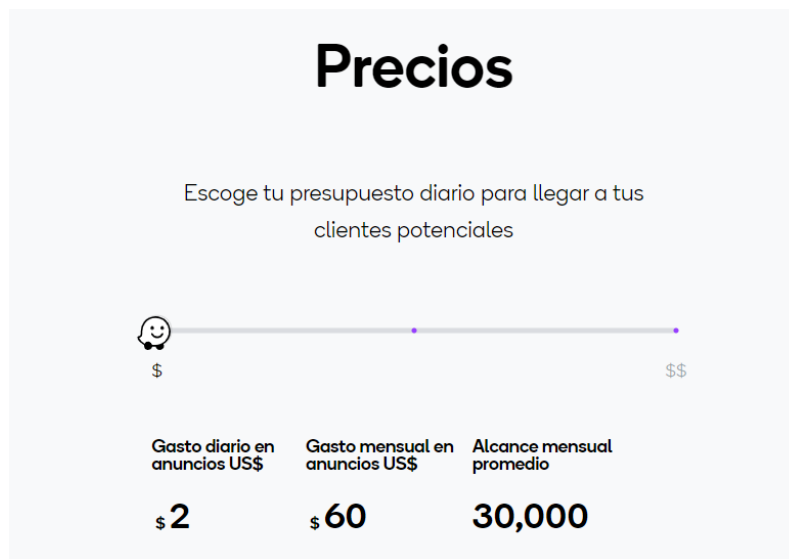 Precios
Escoge tu presupuesto diario para llegar a tus
clientes potenciales
$
$$
Gasto diario en
anuncios US$
$ 2
Gasto mensual en
anuncios US$
$ 60
Alcance mensual
promedio
30,000